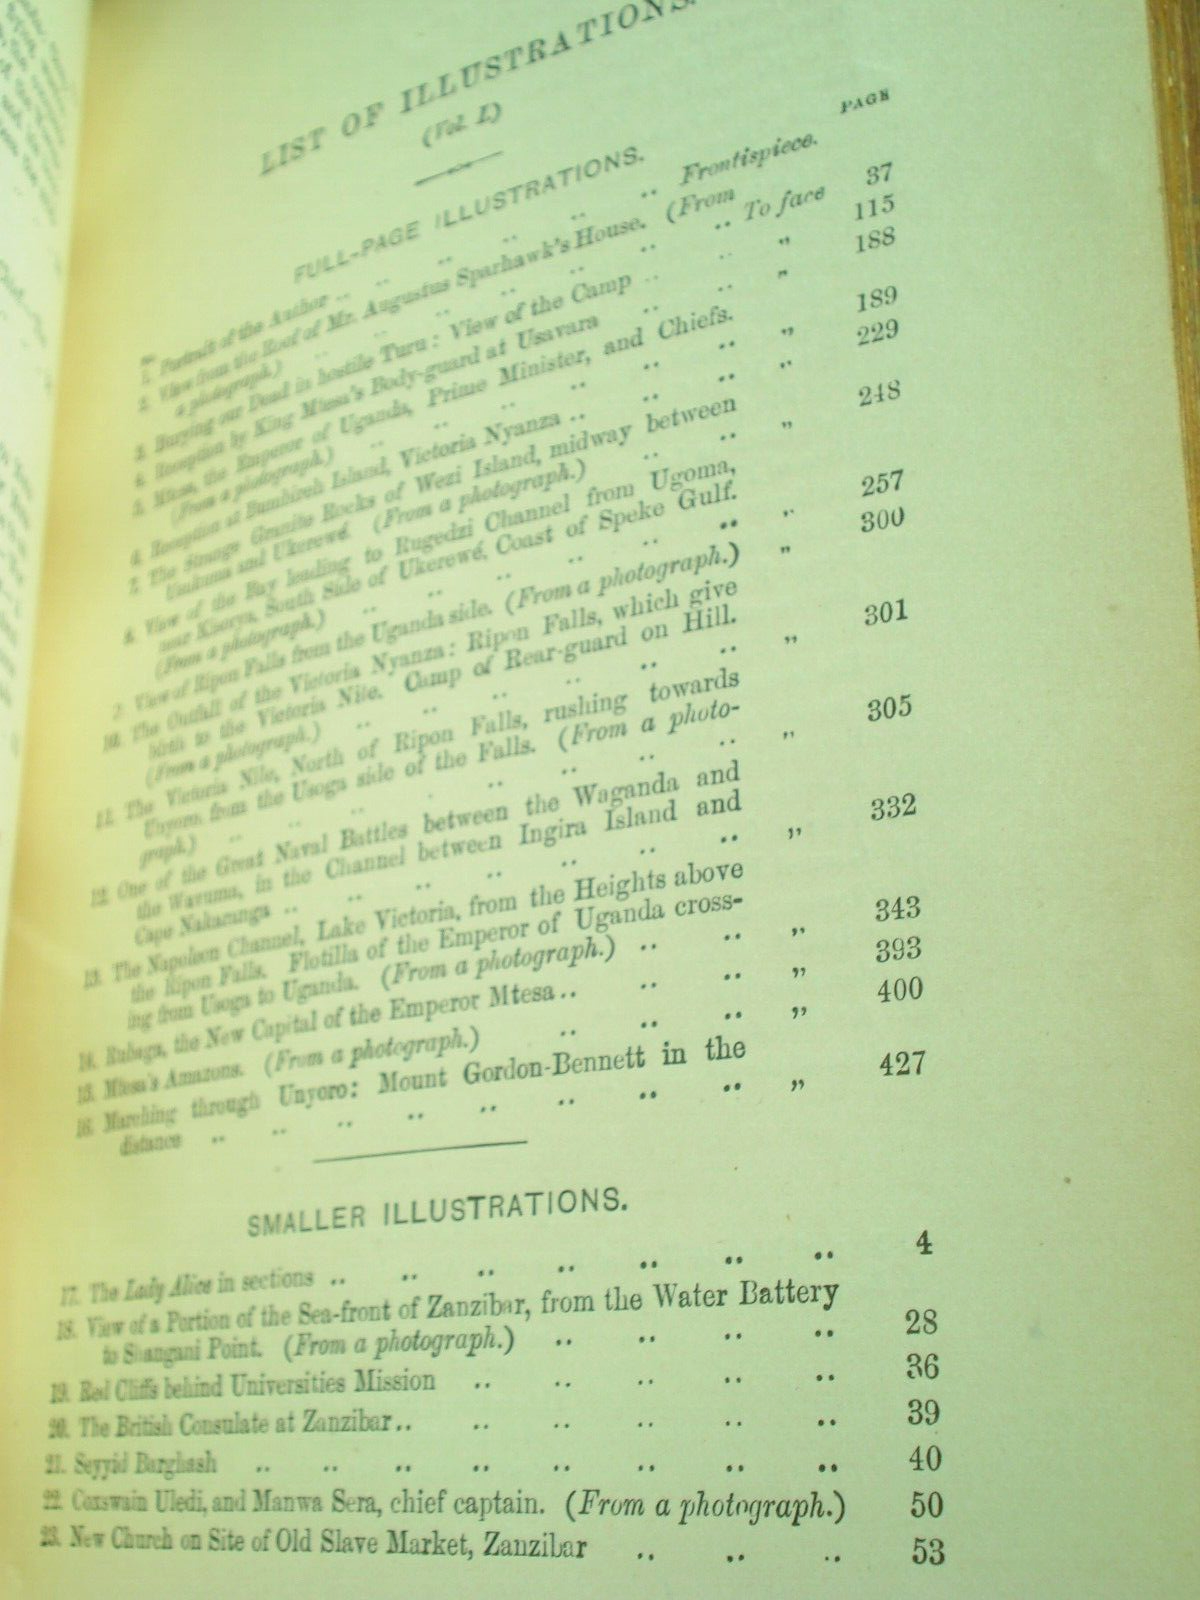 LIST OF ILLUSTRATIONS.
(Vol. I.)
FULL-PAGE ILLUSTRATIONS.
PAGE
1. Portrait of the Author .. .. .. .. .. Frontispiece.
2. View from the Roof of Mr. Augustus Sparhawk's House. (From
a photograph.) .. .. .. .. .. .. To face 37
3. Burying our Dead in hostile Turu: View of the Camp .. .. „ 115
4. Reception by King Mtesa's Body-guard at Usavara .. .. „ 188
5. Mtesa, the Emperor of Uganda, Prime Minister, and Chiefs.
(From a photograph.) .. .. .. .. .. .. „ 189
6. Reception at Bumbireh Island, Victoria Nyanza .. .. .. „ 229
7. The Strange Granite Rocks of Wezi Island, midway between
Usukuma and Ukerewé. (From a photograph.) .. .. „ 248
8. View of the Bay leading to Rugedzi Channel from Ugoma,
near Kisorya, South Side of Ukerewé, Coast of Speke Gulf.
(From a photograph.) .. .. .. .. .. .. „ 257
9. View of Ripon Falls from the Uganda side. (From a photograph.) „ 300
10. The Outfall of the Victoria Nyanza: Ripon Falls, which give
birth to the Victoria Nile. Camp of Rear-guard on Hill.
(From a photograph.) .. .. .. .. .. .. „ 301
11. The Victoria Nile, North of Ripon Falls, rushing towards
Unyoro, from the Usoga side of the Falls. (From a photo-
graph.) .. .. .. .. .. .. .. „ 305
12. One of the Great Naval Battles between the Waganda and
the Wavuma, in the Channel between Ingira Island and
Cape Nakaranga .. .. .. .. .. .. .. „ 332
13. The Napoleon Channel, Lake Victoria, from the Heights above
the Ripon Falls. Flotilla of the Emperor of Uganda cross-
ing from Usoga to Uganda. (From a photograph.) .. .. „ 343
14. Rubaga, the New Capital of the Emperor Mtesa .. .. .. „ 393
15. Mtesa's Amazons. (From a photograph.) .. .. .. „ 400
16. Marching through Unyoro: Mount Gordon-Bennett in the
distance .. .. .. .. .. .. .. .. „ 427
SMALLER ILLUSTRATIONS.
17. The Lady Alice in sections .. .. .. .. .. .. .. 4
18. View of a Portion of the Sea-front of Zanzibar, from the Water Battery
to Shangani Point. (From a photograph.) .. .. .. .. 28
19. Red Cliffs behind Universities Mission .. .. .. .. .. 36
20. The British Consulate at Zanzibar.. .. .. .. .. .. 39
21. Seyyid Barghash .. .. .. .. .. .. .. .. 40
22. Coxswain Uledi, and Manwa Sera, chief captain. (From a photograph.) 50
23. New Church on Site of Old Slave Market, Zanzibar .. .. .. 53